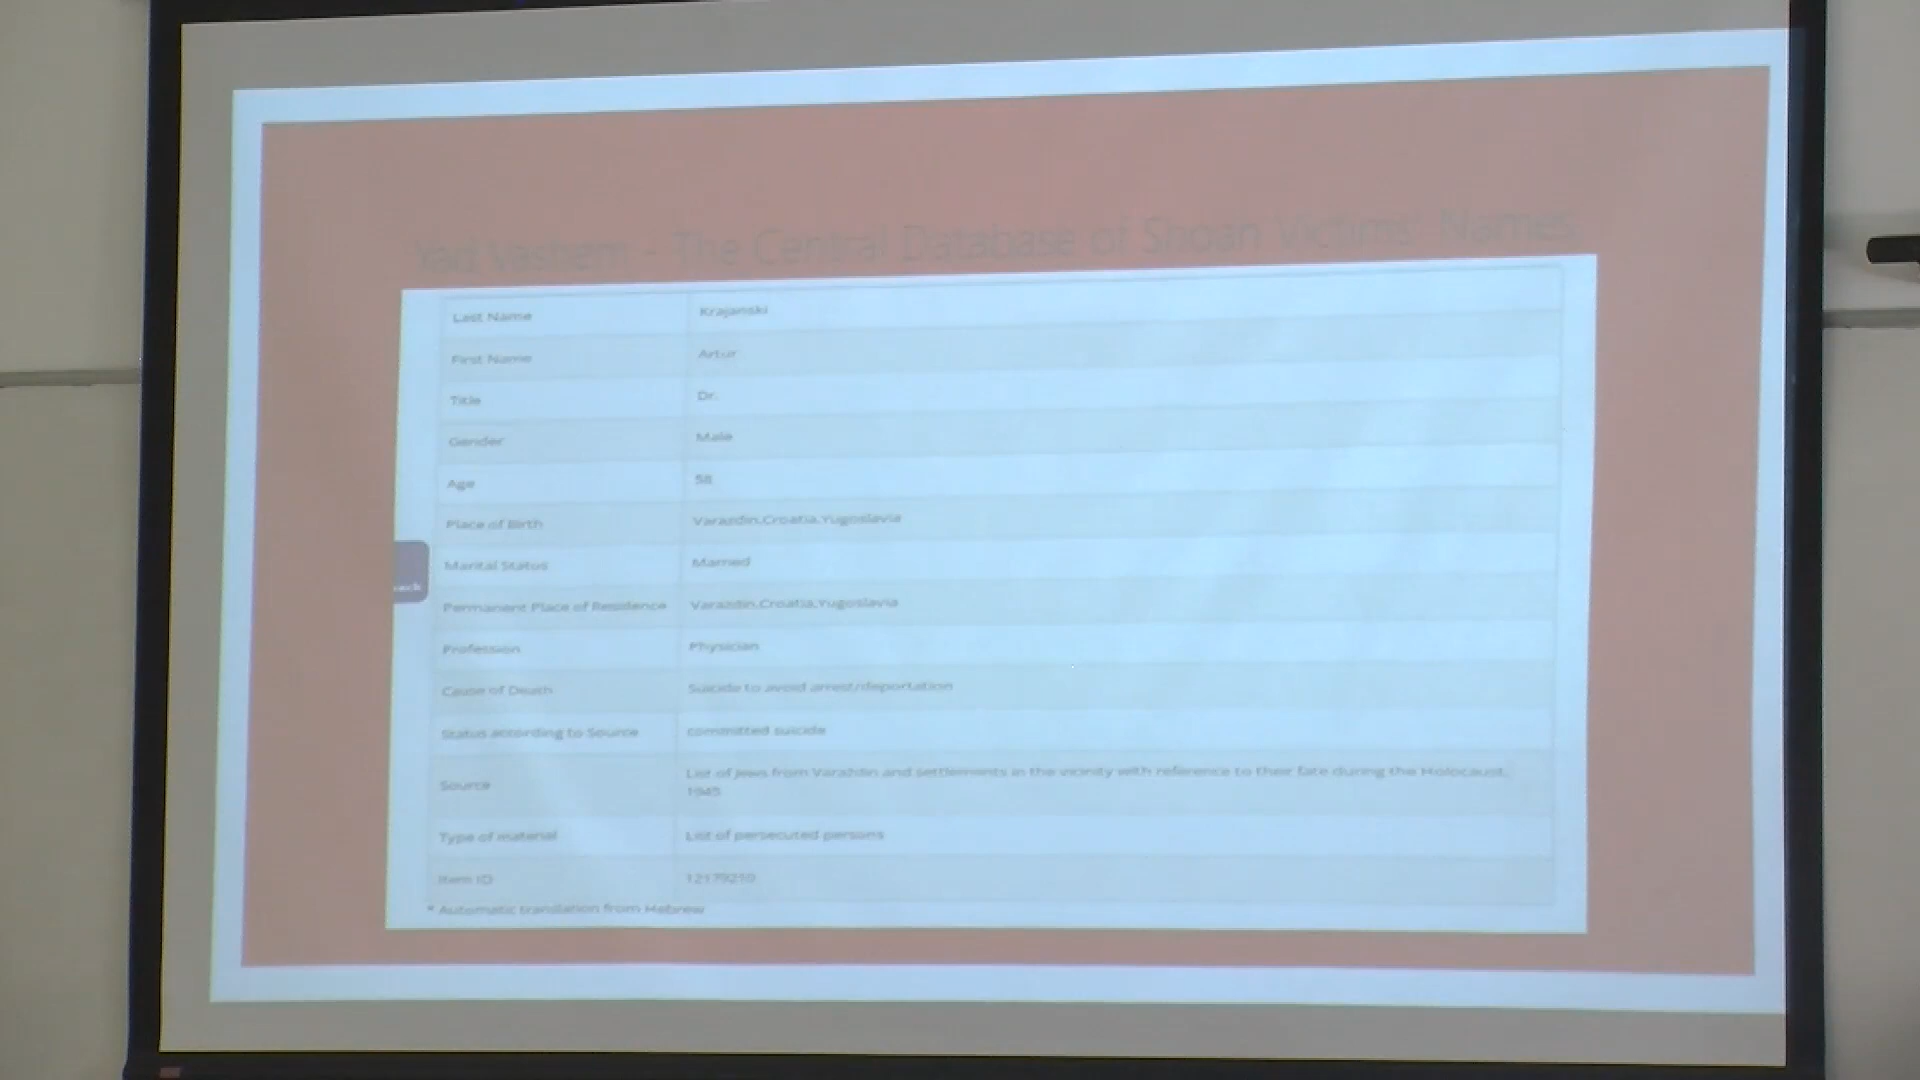 Yad Vashem - The Central Database of Shoah Victims' Names
Last Name Krajanski
First Name Artur
Title Dr.
Gender Male
Age 58
Place of Birth Varazdin,Croatia,Yugoslavia
Marital Status Married
Permanent Place of Residence Varazdin,Croatia,Yugoslavia
Profession Physician
Cause of Death Suicide to avoid arrest/deportation
Status according to Source committed suicide
Source List of Jews from Varaždin and settlements in the vicinity with reference to their fate during the Holocaust,
1945
Type of material List of persecuted persons
Item ID
* Automatic translation from Hebrew